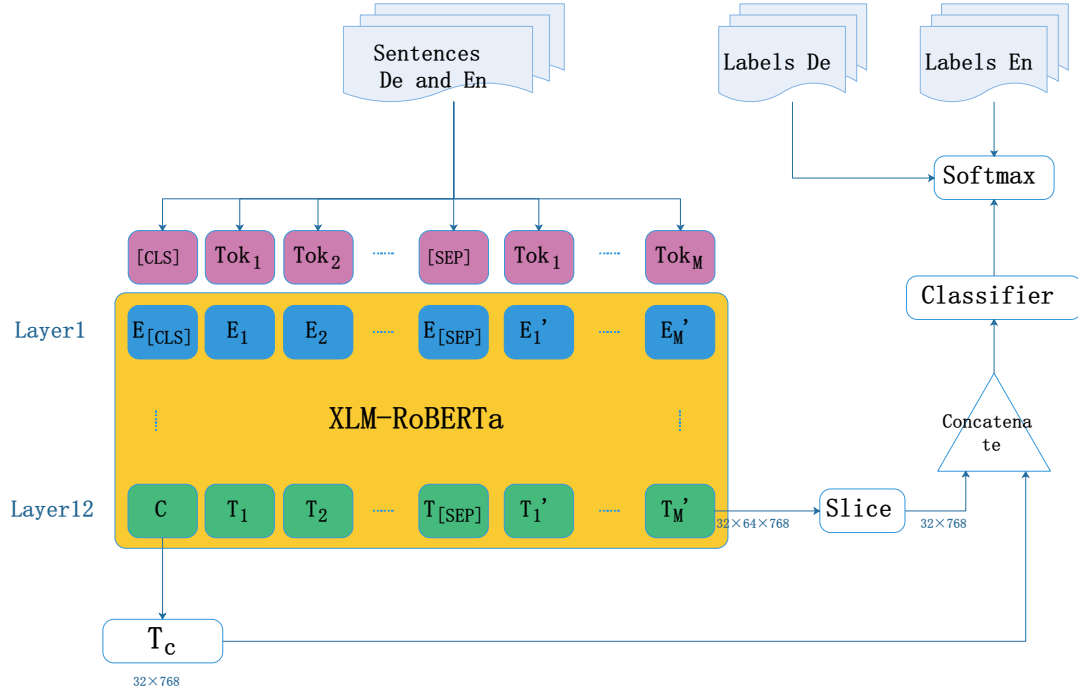 Sentences
De and En
Labels De
Labels En
Softmax
[CLS]
Tok1
Tok2
......
[SEP]
Tok1
......
TokM
Classifier
Layer1
E[CLS]
E1
E2
......
E[SEP]
E1'
......
EM'
......
XLM-RoBERTa
......
Concatena
te
Layer12
C
T1
T2
......
T[SEP]
T1'
......
TM'
32×64×768
Slice
32×768
Tc
32×768